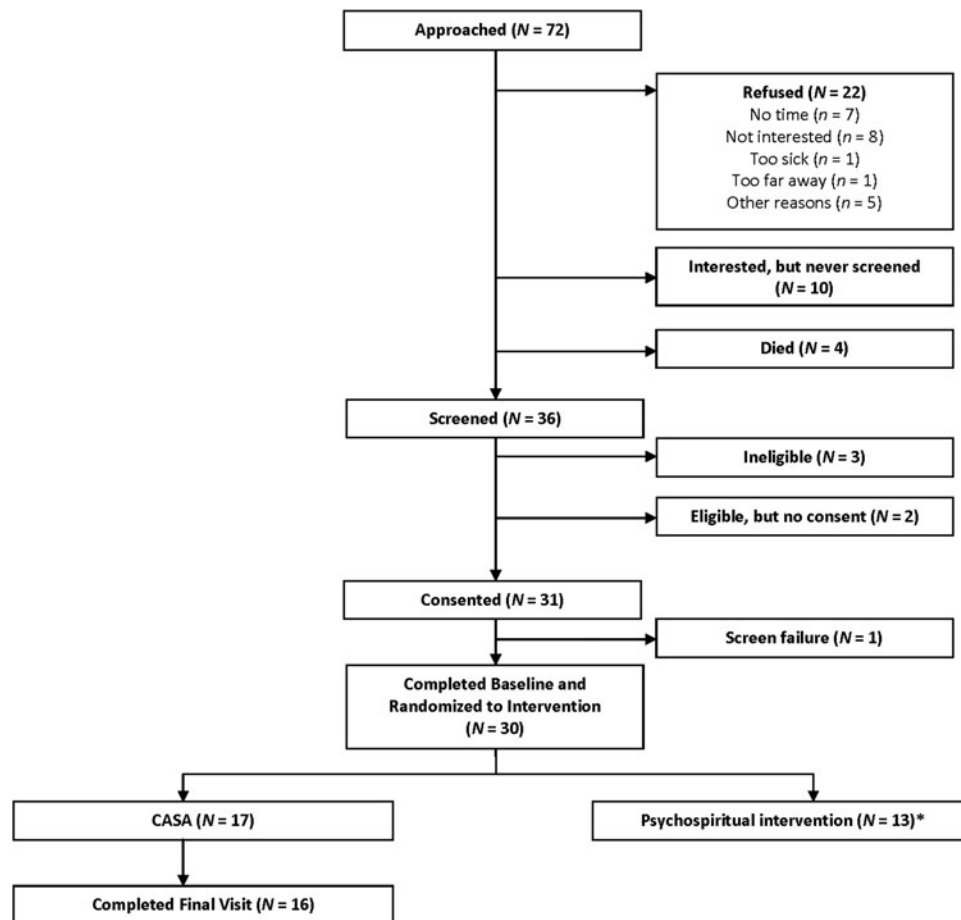 Approached (N = 72)
Refused (N = 22)
No time (n = 7)
Not interested (n = 8)
Too sick (n = 1)
Too far away (n = 1)
Other reasons (n = 5)
Interested, but never screened
(N = 10)
Died (N = 4)
Screened (N = 36)
Ineligible (N = 3)
Eligible, but no consent (N = 2)
Consented (N = 31)
Screen failure (N = 1)
Completed Baseline and
Randomized to Intervention
(N = 30)
CASA (N = 17)
Psychospiritual intervention (N = 13)*
Completed Final Visit (N = 16)